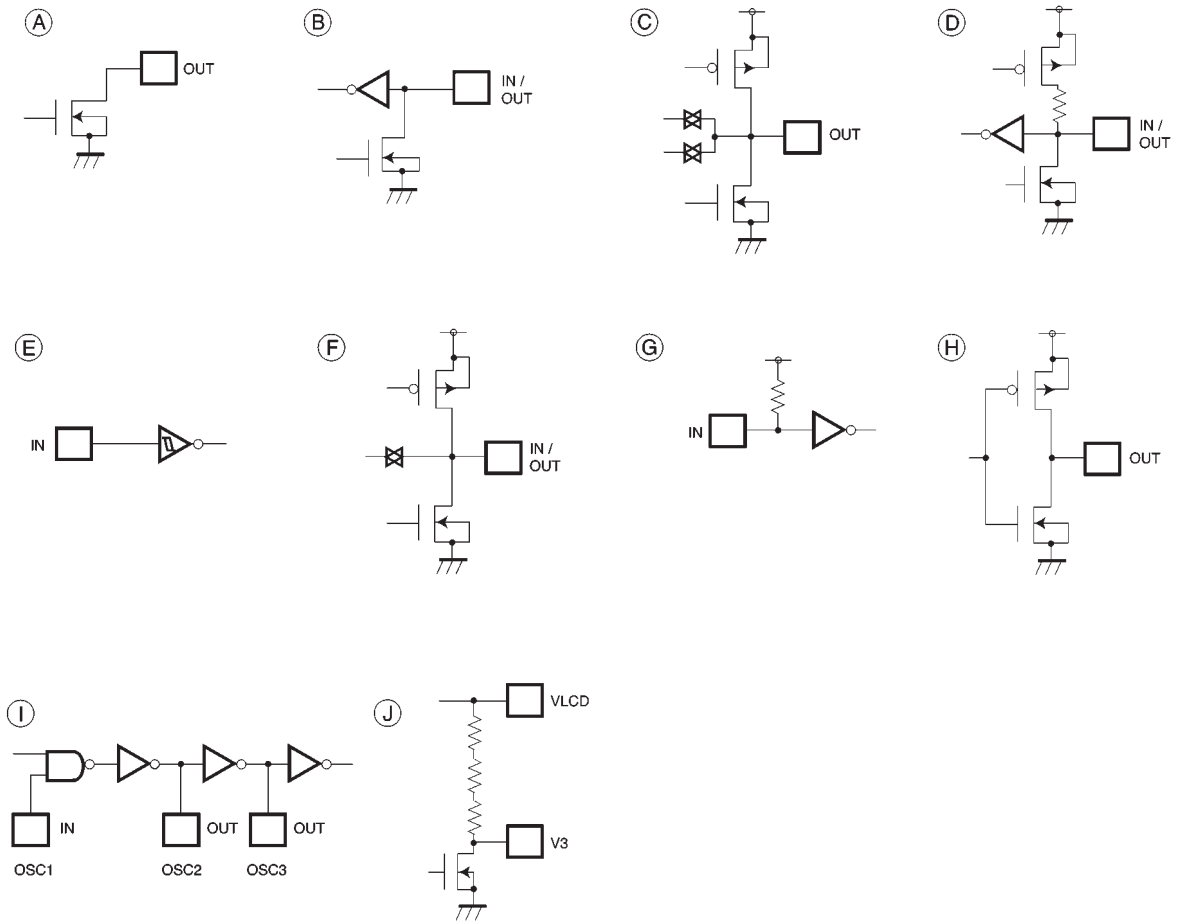 A
OUT
B
IN /
OUT
C
OUT
D
IN /
OUT
E
IN
F
IN /
OUT
G
IN
H
OUT
I
IN
OSC1
OUT
OSC2
OUT
OSC3
J
VLCD
V3